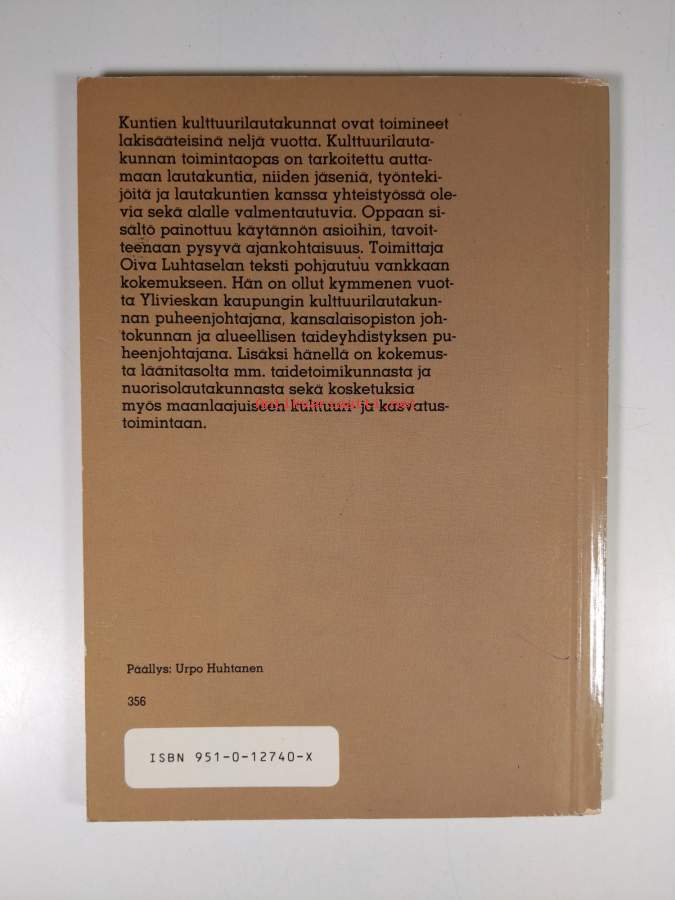 Kuntien kulttuurilautakunnat ovat toimineet
lakisääteisinä neljä vuotta. Kulttuurilauta-
kunnan toimintaopas on tarkoitettu autta-
maan lautakuntia, niiden jäseniä, työnteki-
jöitä ja lautakuntien kanssa yhteistyössä ole-
via sekä alalle valmentautuvia. Oppaan si-
sältö painottuu käytännön asioihin, tavoit-
teenaan pysyvä ajankohtaisuus. Toimittaja
Oiva Luhtaselan teksti pohjautuu vankkaan
kokemukseen. Hän on ollut kymmenen vuot-
ta Ylivieskan kaupungin kulttuurilautakun-
nan puheenjohtajana, kansalaisopiston joh-
tokunnan ja alueellisen taideyhdistyksen pu-
heenjohtajana. Lisäksi hänellä on kokemus-
ta läänitasolta mm. taidetoimikunnasta ja
nuorisolautakunnasta sekä kosketuksia
myös maanlaajuiseen kulttuuri- ja kasvatus-
toimintaan.
Päällys: Urpo Huhtanen
356
ISBN 951-0-12740-X